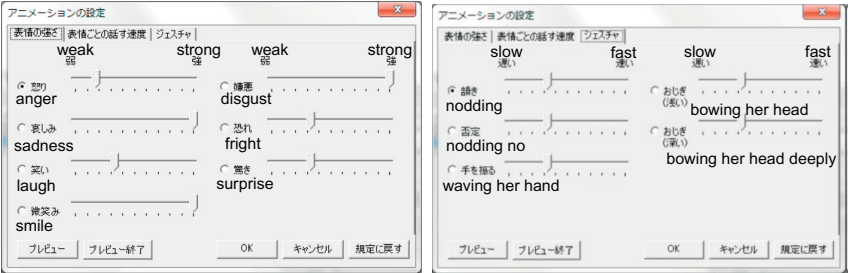 アニメーションの設定
表情の強さ 表情ごとの話す速度 ジェスチャ
weak strong weak strong
弱 強 弱 強
怒り 嫌悪
anger disgust
哀しみ 恐れ
sadness fright
笑い 驚き
laugh surprise
微笑み
smile
プレビュー プレビュー終了 OK キャンセル 規定に戻す
アニメーションの設定
表情の強さ 表情ごとの話す速度 ジェスチャ
slow fast slow fast
遅い 速い 遅い 速い
頷き おじぎ
(浅い)
nodding bowing her head
否定 おじぎ
(深い)
nodding no bowing her head deeply
手を振る
waving her hand
プレビュー プレビュー終了 OK キャンセル 規定に戻す